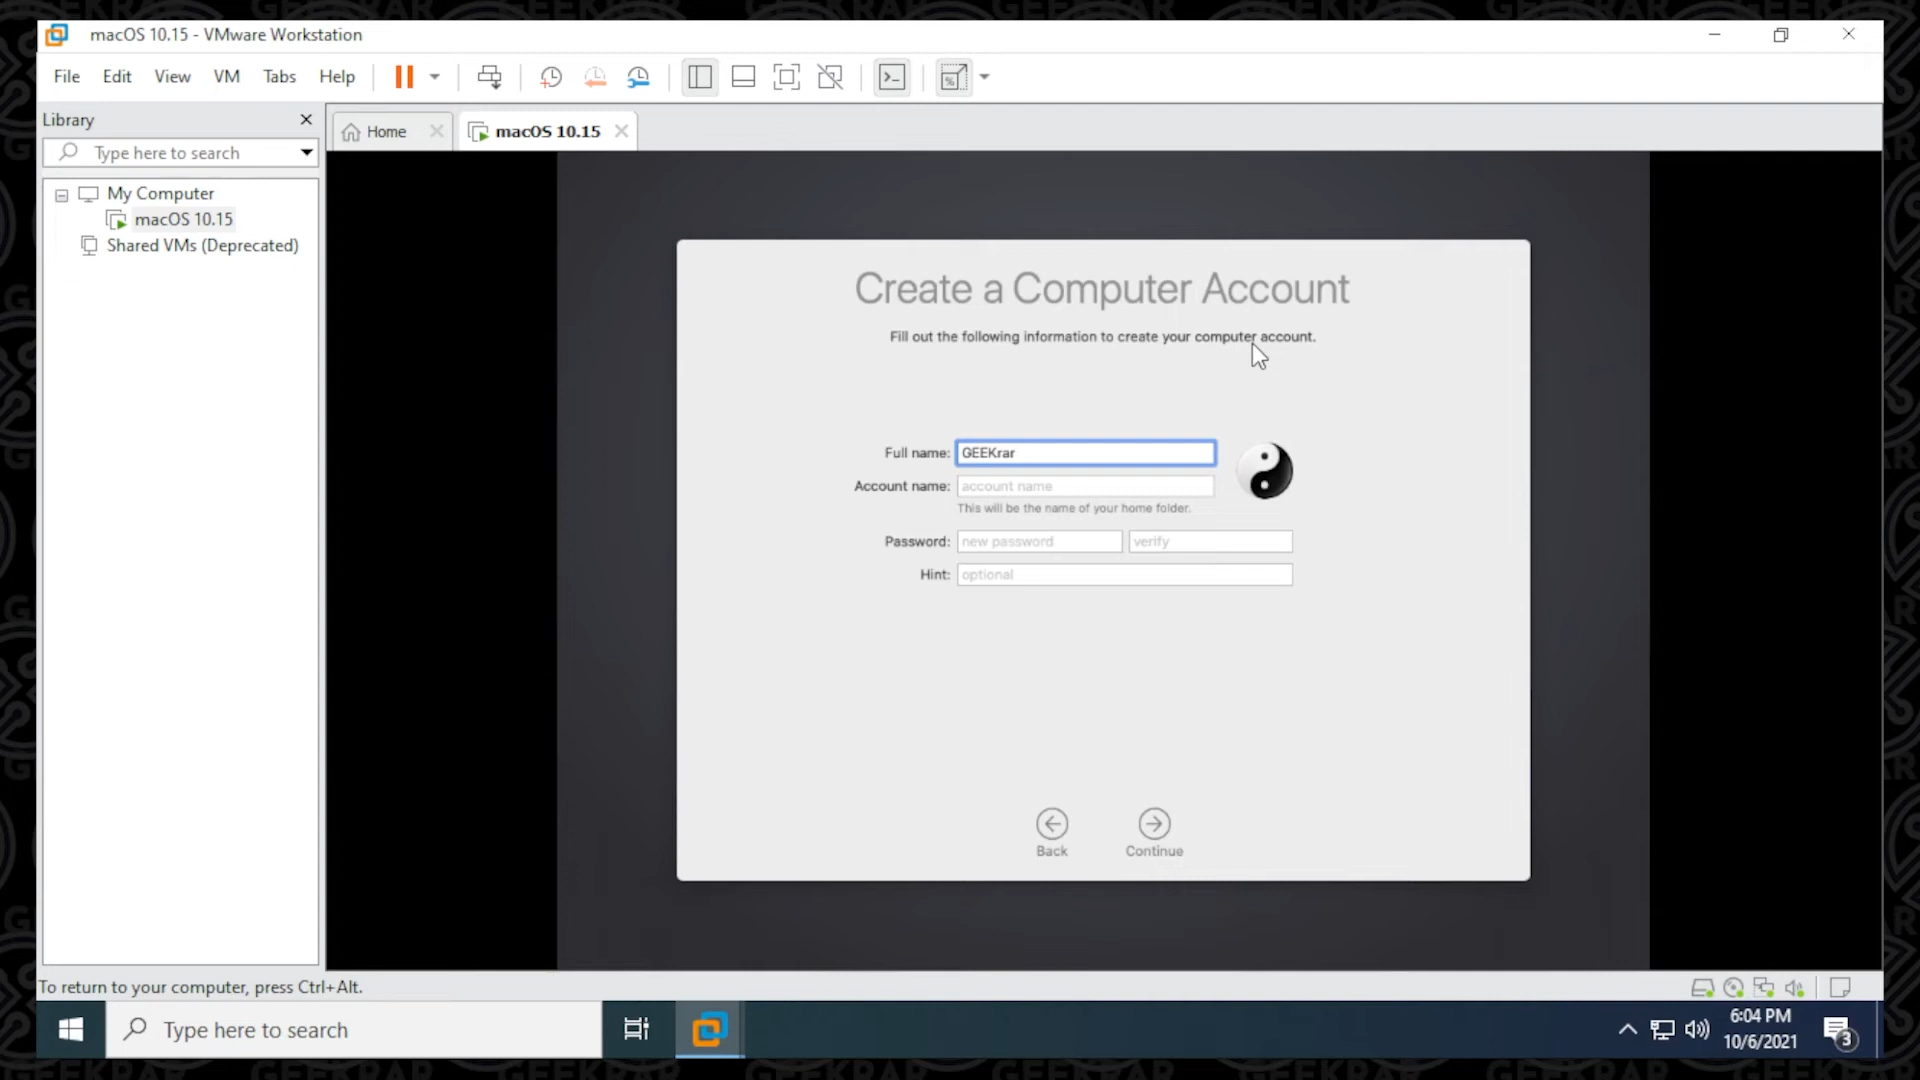 macOS 10.15 - VMware Workstation
File Edit View VM Tabs Help
Library
Type here to search
My Computer
macOS 10.15
Shared VMs (Deprecated)
Home
macOS 10.15
Create a Computer Account
Fill out the following information to create your computer account.
Full name: GEEKrar
Account name: account name
This will be the name of your home folder.
Password: new password verify
Hint: optional
Back
Continue
To return to your computer, press Ctrl+Alt.
Type here to search
6:04 PM
10/6/2021
3